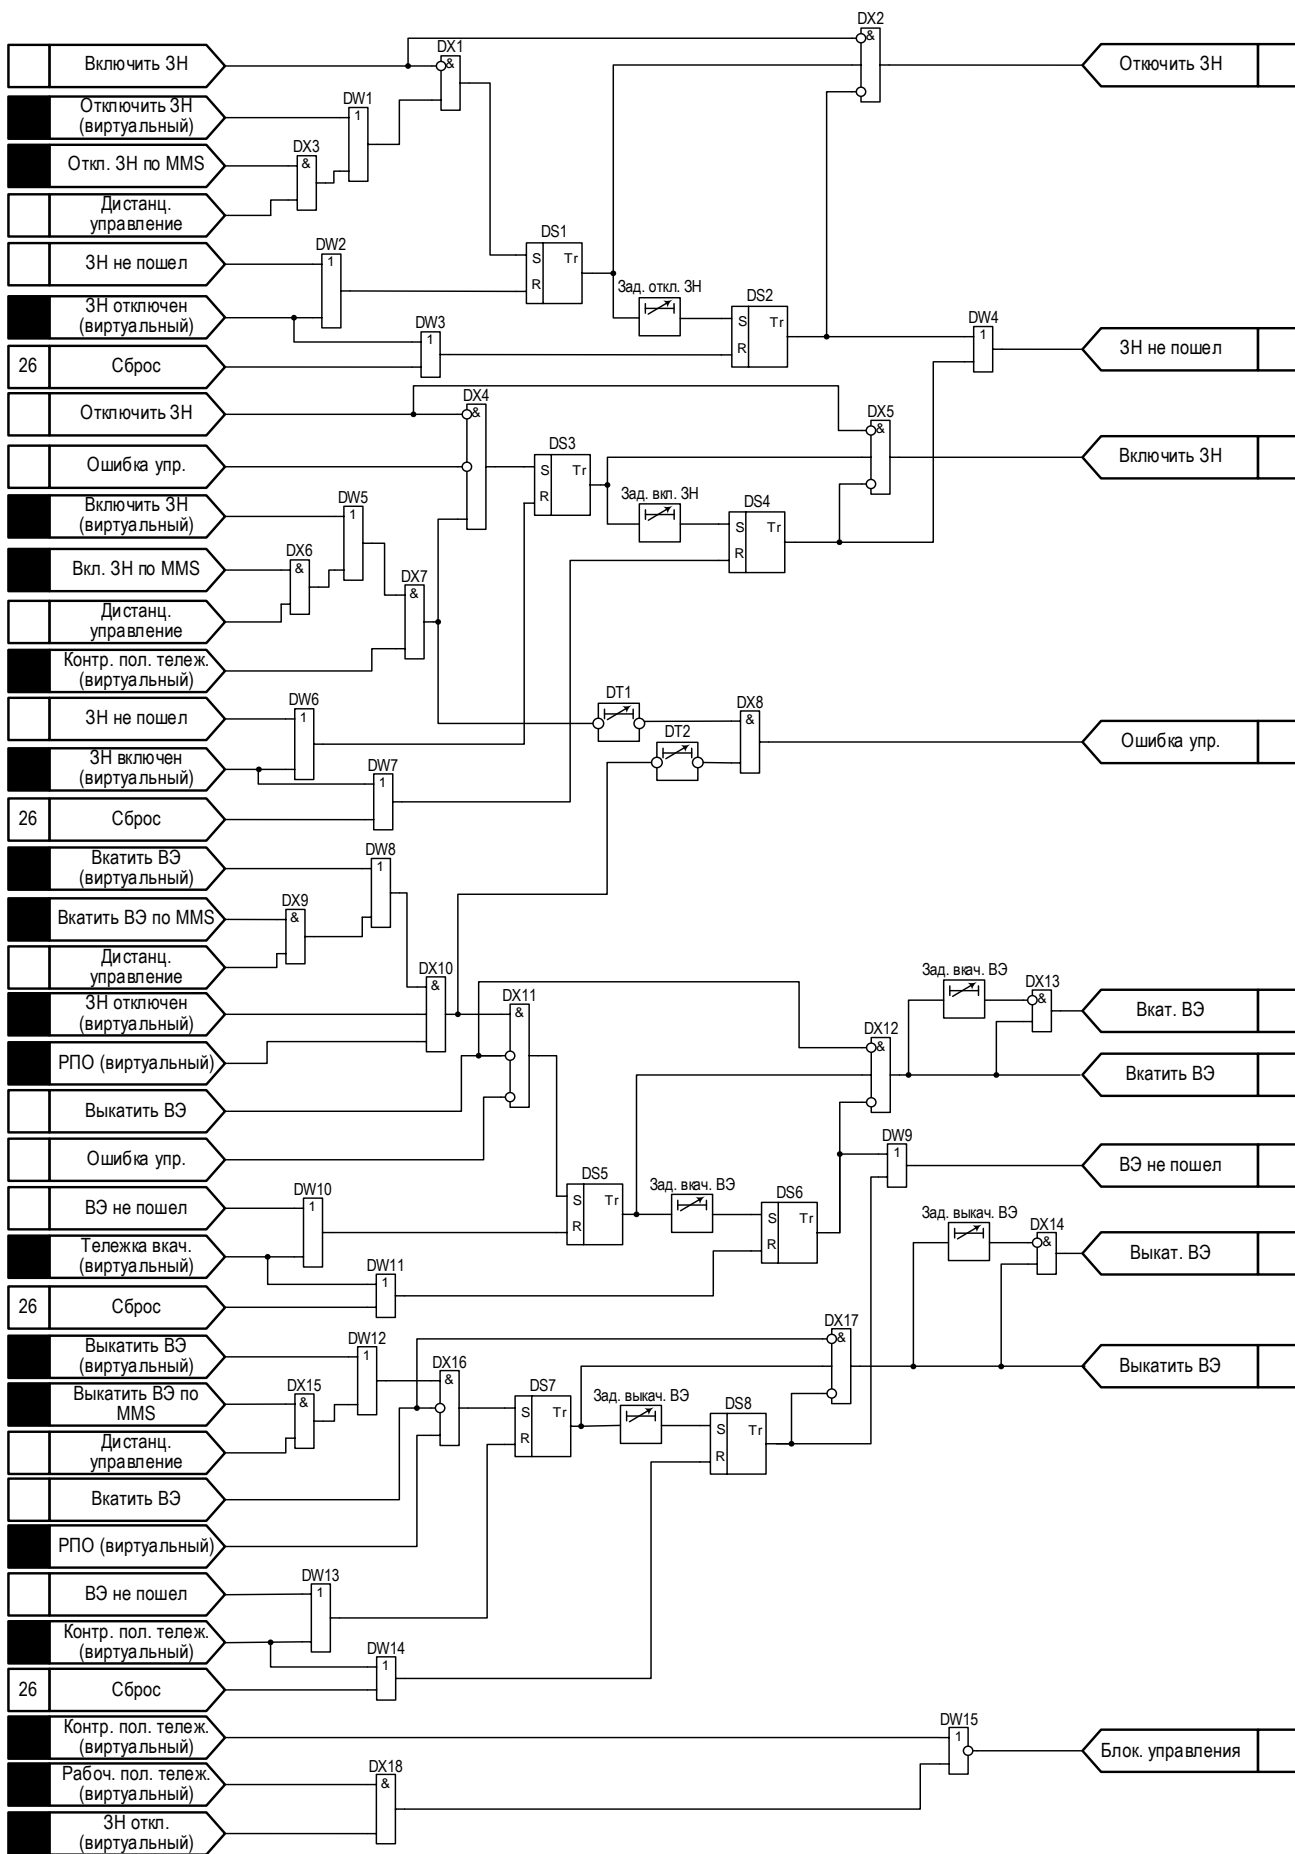 DX2
Включить ЗН
DX1
&
&
Откючить ЗН
Отключить ЗН
(виртуальный)
DW1
1
Откл. ЗН по MMS
DX3
&
Дистанц.
управление
ЗН не пошел
DW2
1
DS1
S
Tr
R
Зад. откл. ЗН
DS2
S
Tr
R
ЗН отключен
(виртуальный)
DW3
1
DW4
1
ЗН не пошел
26
Сброс
Отключить ЗН
DX4
&
DX5
&
Ошибка упр.
DS3
S
Tr
R
Включить ЗН
Включить ЗН
(виртуальный)
DW5
1
Зад. вкл. ЗН
DS4
S
Tr
R
Вкл. ЗН по MMS
DX6
&
DX7
&
Дистанц.
управление
Контр. пол. тележ.
(виртуальный)
ЗН не пошел
DW6
1
DT1
DX8
&
DT2
Ошибка упр.
ЗН включен
(виртуальный)
DW7
1
26
Сброс
Вкатить ВЭ
(виртуальный)
DW8
1
Вкатить ВЭ по MMS
DX9
&
Дистанц.
управление
DX10
&
Зад. вкач. ВЭ
DX13
&
ЗН отключен
(виртуальный)
DX11
&
Вкат. ВЭ
РПО (виртуальный)
DX12
&
Вкатить ВЭ
Выкатить ВЭ
Ошибка упр.
DW9
1
ВЭ не пошел
ВЭ не пошел
DW10
1
DS5
S
Tr
R
Зад. вкач. ВЭ
DS6
S
Tr
R
Зад. выкач. ВЭ
DX14
&
Тележка вкач.
(виртуальный)
DW11
1
Выкат. ВЭ
26
Сброс
Выкатить ВЭ
(виртуальный)
DW12
1
DX16
&
DX17
&
Выкатить ВЭ
Выкатить ВЭ по
MMS
DX15
&
DS7
S
Tr
R
Зад. выкач. ВЭ
DS8
S
Tr
R
Дистанц.
управление
Вкатить ВЭ
РПО (виртуальный)
ВЭ не пошел
DW13
1
Контр. пол. тележ.
(виртуальный)
DW14
1
26
Сброс
Контр. пол. тележ.
(виртуальный)
DW15
1
Блок. управления
Рабоч. пол. тележ.
(виртуальный)
DX18
&
ЗН откл.
(виртуальный)